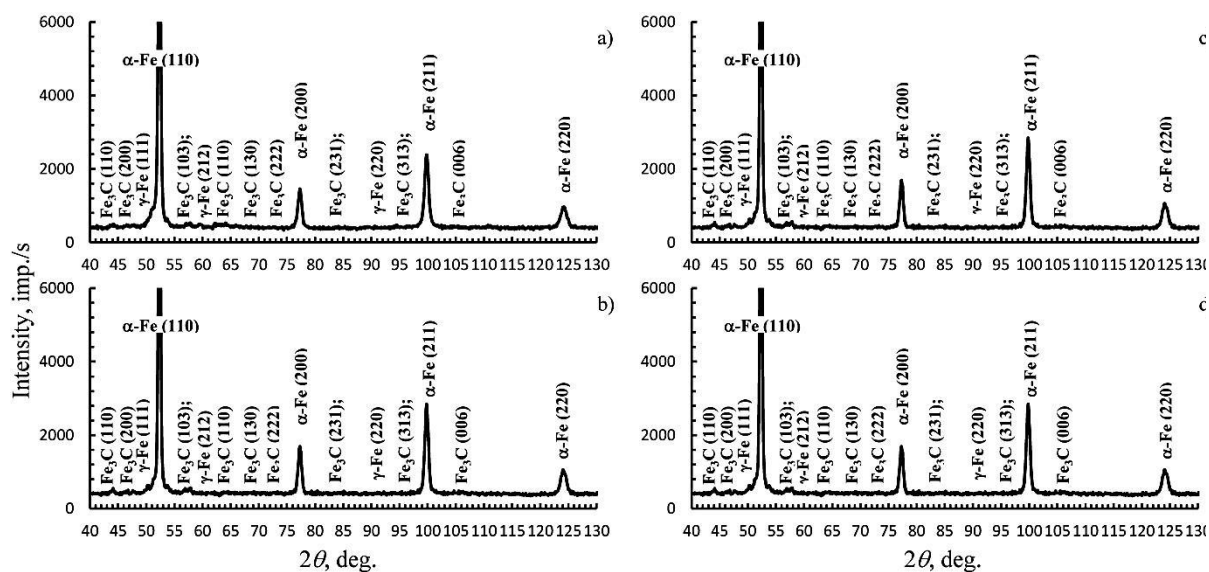 Intensity, imp./s
a)
6000
4000
2000
0
α-Fe (110)
Fe₃C (110)
Fe₃C (200)
γ-Fe (111)
Fe₃C (103);
γ-Fe (212)
Fe₃C (110)
Fe₃C (130)
Fe₃C (222)
α-Fe (200)
Fe₃C (231);
γ-Fe (220)
Fe₃C (313);
α-Fe (211)
Fe₃C (006)
α-Fe (220)
40 45 50 55 60 65 70 75 80 85 90 95 100 105 110 115 120 125 130
c
6000
4000
2000
0
α-Fe (110)
Fe₃C (110)
Fe₃C (200)
γ-Fe (111)
Fe₃C (103);
γ-Fe (212)
Fe₃C (110)
Fe₃C (130)
Fe₃C (222)
α-Fe (200)
Fe₃C (231);
γ-Fe (220)
Fe₃C (313);
α-Fe (211)
Fe₃C (006)
α-Fe (220)
40 45 50 55 60 65 70 75 80 85 90 95 100 105 110 115 120 125 130
b)
6000
4000
2000
0
α-Fe (110)
Fe₃C (110)
Fe₃C (200)
γ-Fe (111)
Fe₃C (103);
γ-Fe (212)
Fe₃C (110)
Fe₃C (130)
Fe₃C (222)
α-Fe (200)
Fe₃C (231);
γ-Fe (220)
Fe₃C (313);
α-Fe (211)
Fe₃C (006)
α-Fe (220)
40 45 50 55 60 65 70 75 80 85 90 95 100 105 110 115 120 125 130
2θ, deg.
d
6000
4000
2000
0
α-Fe (110)
Fe₃C (110)
Fe₃C (200)
γ-Fe (111)
Fe₃C (103);
γ-Fe (212)
Fe₃C (110)
Fe₃C (130)
Fe₃C (222)
α-Fe (200)
Fe₃C (231);
γ-Fe (220)
Fe₃C (313);
α-Fe (211)
Fe₃C (006)
α-Fe (220)
40 45 50 55 60 65 70 75 80 85 90 95 100 105 110 115 120 125 130
2θ, deg.